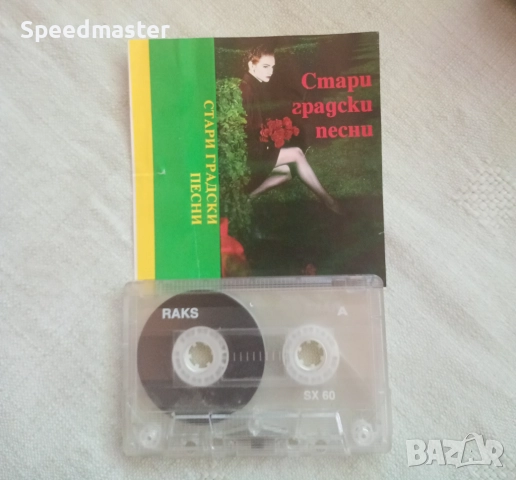 Speedmaster
Стари
градски
песни
СТАРИ ГРАДСКИ
ПЕСНИ
RAKS
A
SX 60
BAZAR